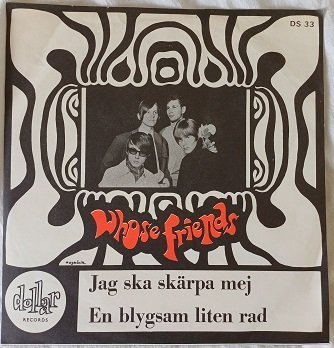 DS 33
Whose friends
Jag ska skärpa mej
En blygsam liten rad
dollar
RECORDS